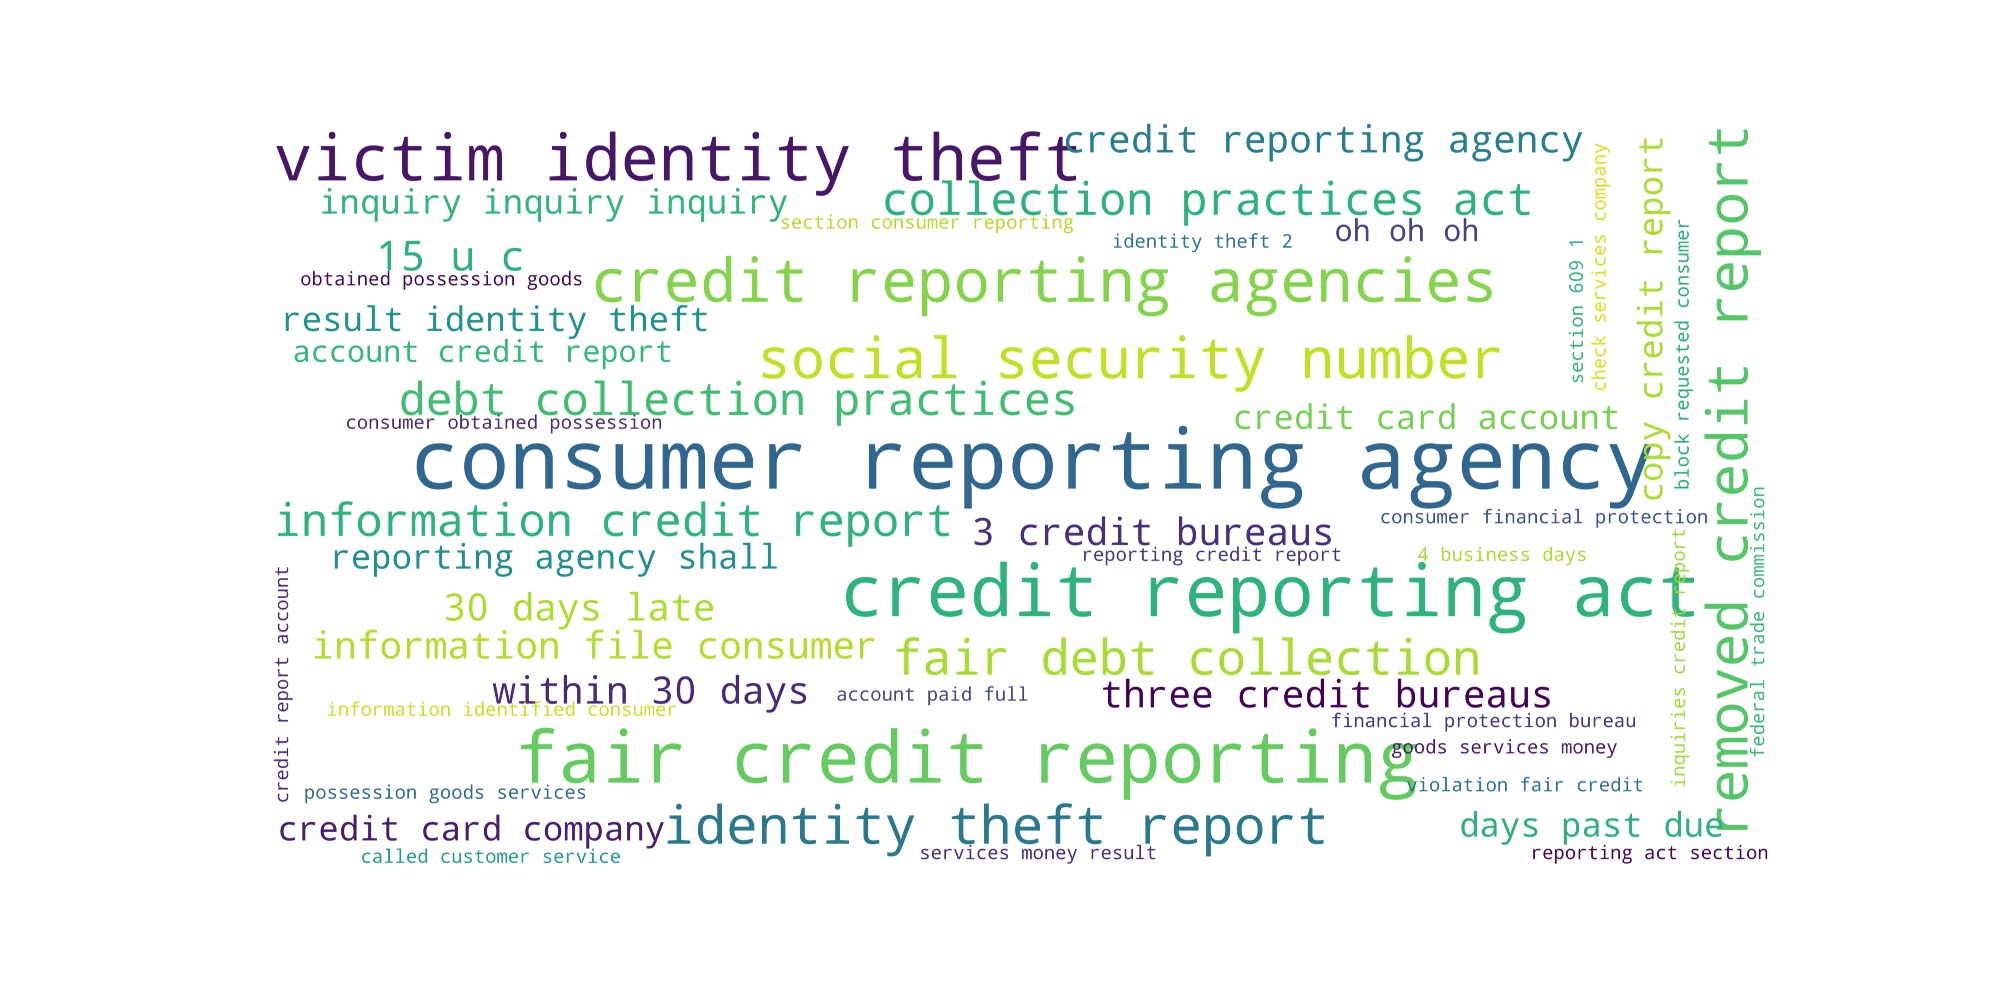 victim identity theft
credit reporting agency
inquiry inquiry inquiry
collection practices act
section consumer reporting
oh oh oh
identity theft 2
15 u c
obtained possession goods
credit reporting agencies
result identity theft
account credit report
social security number
debt collection practices
consumer obtained possession
credit card account
consumer reporting agency
information credit report
3 credit bureaus
consumer financial protection
reporting agency shall
reporting credit report
4 business days
credit reporting act
30 days late
information file consumer
fair debt collection
within 30 days
account paid full
three credit bureaus
information identified consumer
financial protection bureau
fair credit reporting
goods services money
possession goods services
violation fair credit
credit card company
identity theft report
days past due
called customer service
services money result
reporting act section
credit report account
section 609 1
check services company
copy credit report
block requested consumer
inquiries credit report
removed credit report
federal trade commission